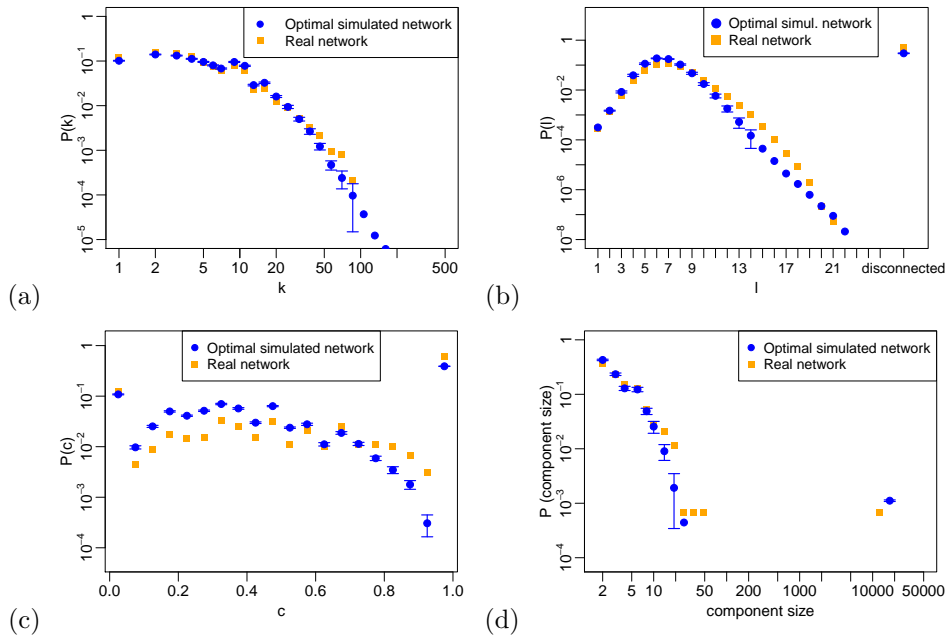 Optimal simulated network
Real network
P(k)
1
10⁻¹
10⁻²
10⁻³
10⁻⁴
10⁻⁵
1 2 5 10 20 50 100 500
k
(a)
Optimal simul. network
Real network
P(l)
1
10⁻²
10⁻⁴
10⁻⁶
10⁻⁸
1 3 5 7 9 13 17 21 disconnected
l
(b)
Optimal simulated network
Real network
P(c)
1
10⁻¹
10⁻²
10⁻³
10⁻⁴
0.0 0.2 0.4 0.6 0.8 1.0
c
(c)
Optimal simulated network
Real network
P (component size)
1
10⁻¹
10⁻²
10⁻³
10⁻⁴
2 5 10 50 200 1000 10000 50000
component size
(d)